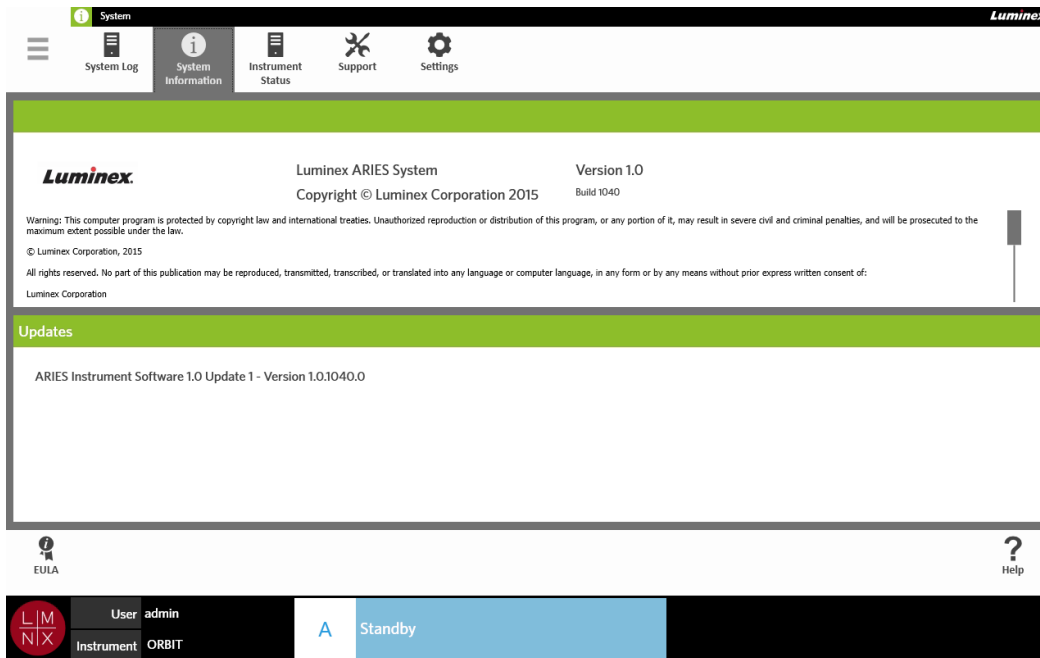 System
Luminex
System Log
System Information
Instrument Status
Support
Settings
Luminex.
Luminex ARIES System
Version 1.0
Copyright © Luminex Corporation 2015
Build 1040
Warning: This computer program is protected by copyright law and international treaties. Unauthorized reproduction or distribution of this program, or any portion of it, may result in severe civil and criminal penalties, and will be prosecuted to the
maximum extent possible under the law.
© Luminex Corporation, 2015
All rights reserved. No part of this publication may be reproduced, transmitted, transcribed, or translated into any language or computer language, in any form or by any means without prior express written consent of:
Luminex Corporation
Updates
ARIES Instrument Software 1.0 Update 1 - Version 1.0.1040.0
EULA
Help
LM
NX
User admin
Instrument ORBIT
A
Standby